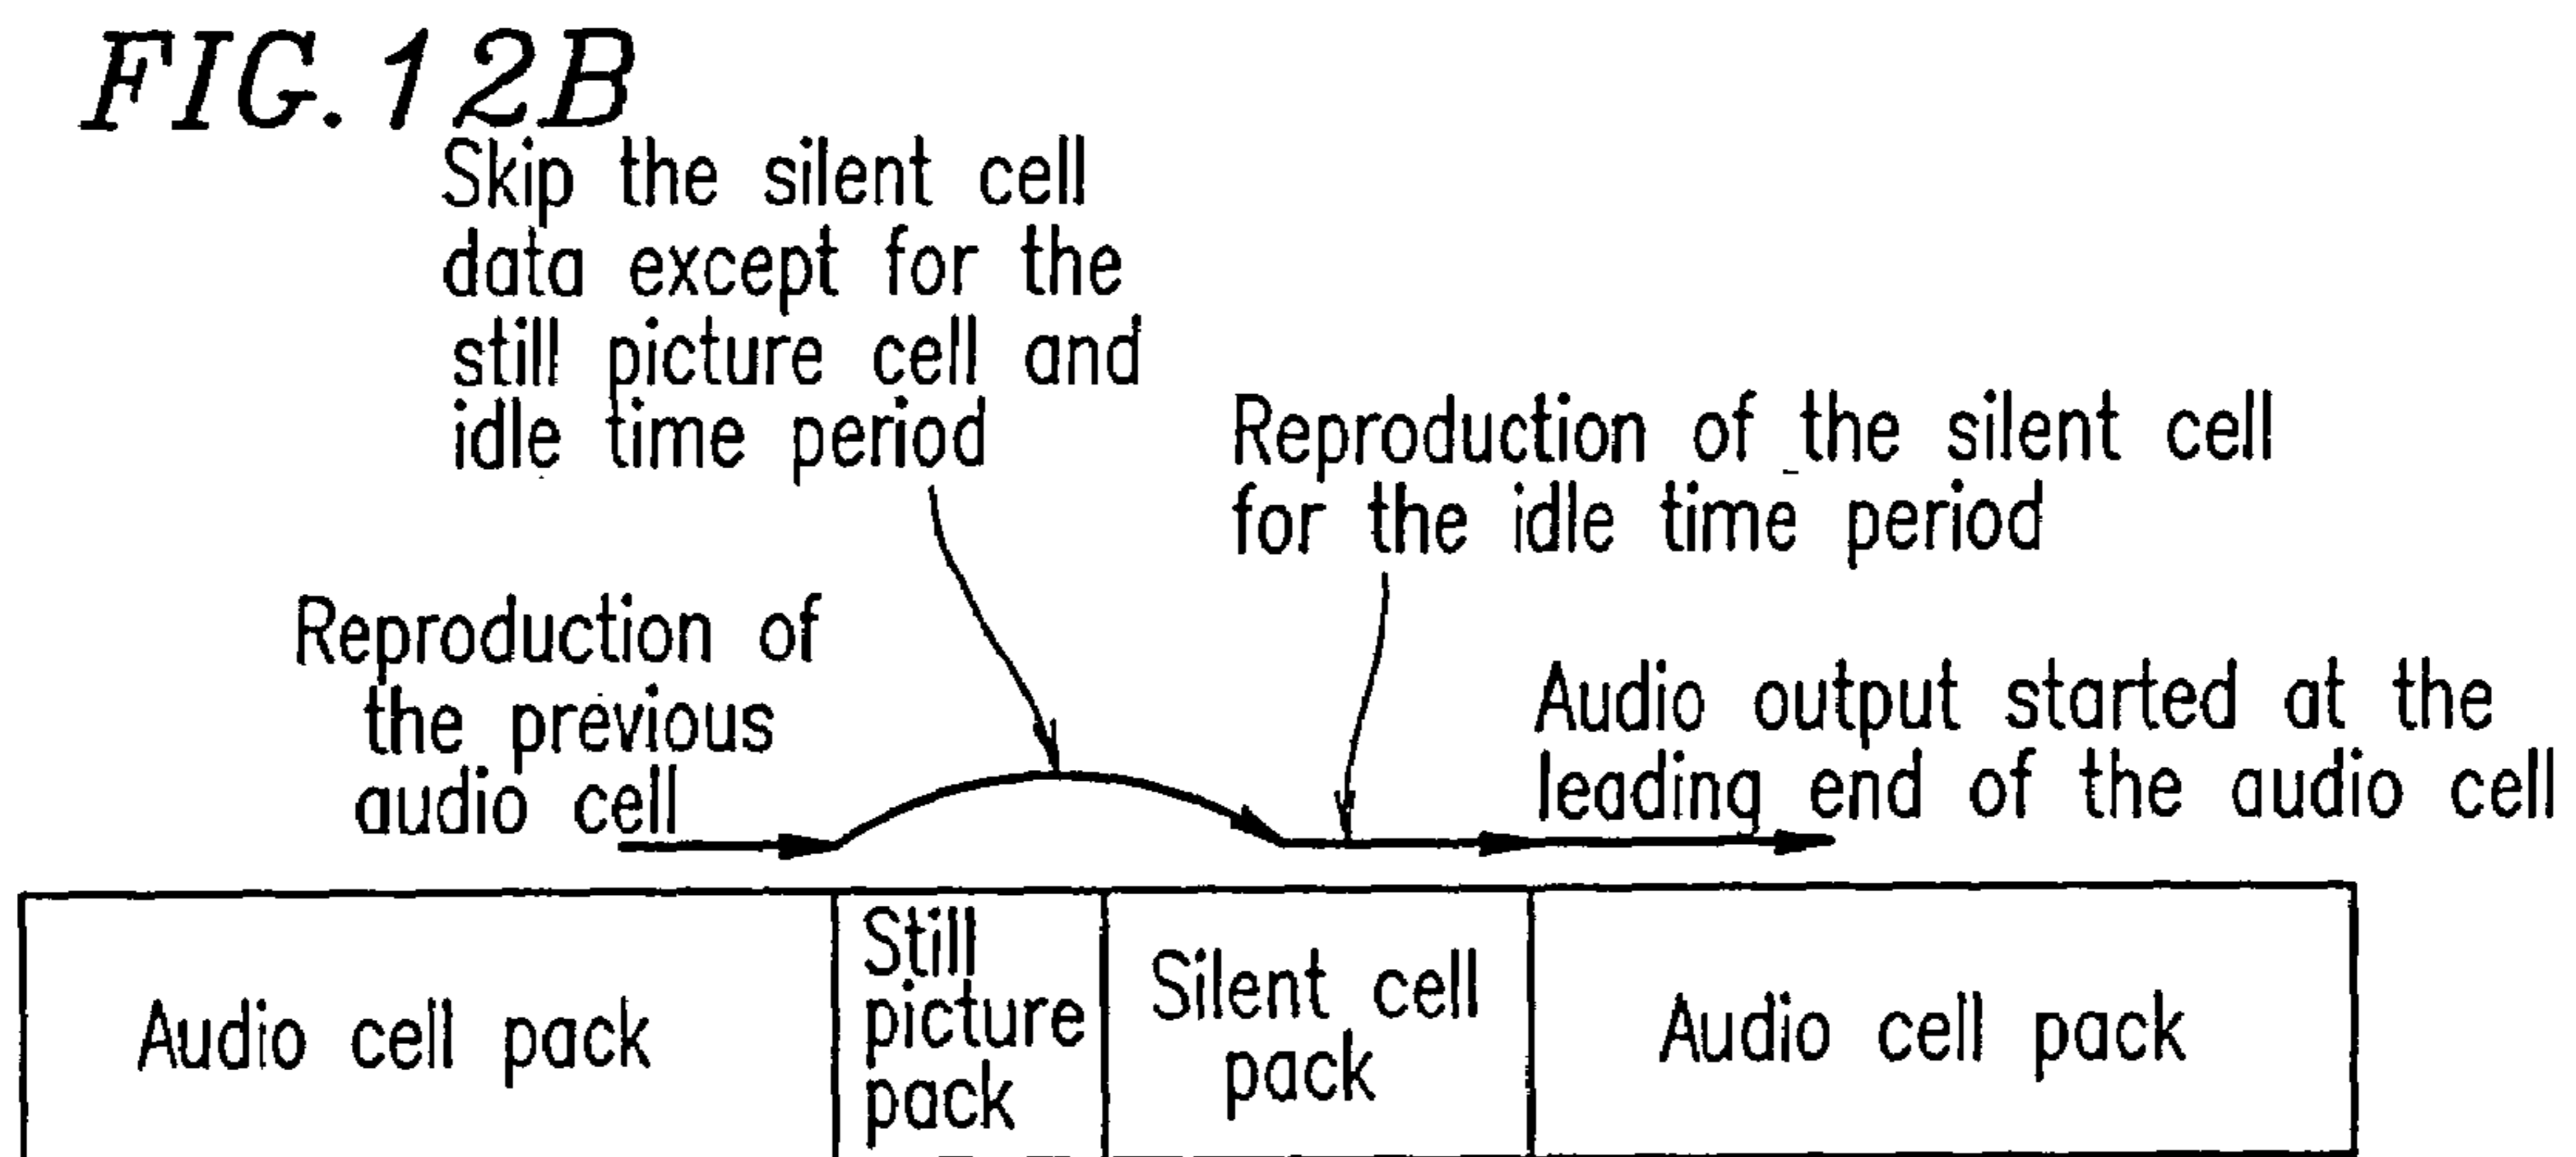 FIG.12B
Skip the silent cell
data except for the
still picture cell and
idle time period
Reproduction of the silent cell
for the idle time period
Reproduction of
the previous
audio cell
Audio output started at the
leading end of the audio cell
Audio cell pack
Still
picture
pack
Silent cell
pack
Audio cell pack